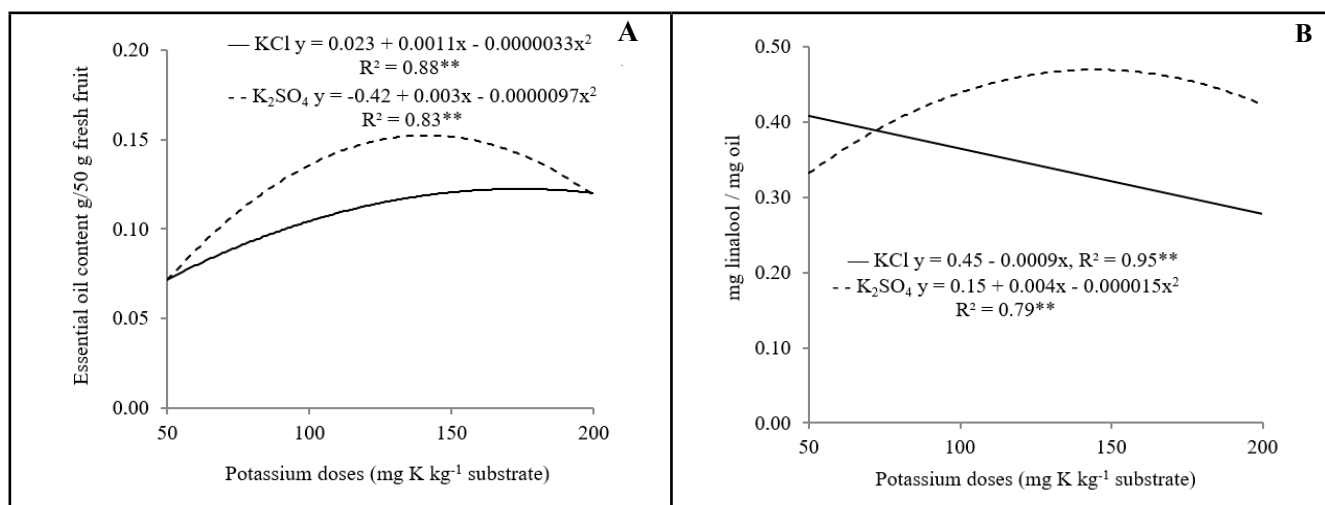 A
KCl y = 0.023 + 0.0011x - 0.0000033x²
R² = 0.88**
K₂SO₄ y = -0.42 + 0.003x - 0.0000097x²
R² = 0.83**
Essential oil content g/50 g fresh fruit
0.20
0.15
0.10
0.05
0.00
50 100 150 200
Potassium doses (mg K kg⁻¹ substrate)
B
mg linalool / mg oil
0.50
0.40
0.30
0.20
0.10
0.00
KCl y = 0.45 - 0.0009x, R² = 0.95**
K₂SO₄ y = 0.15 + 0.004x - 0.000015x²
R² = 0.79**
50 100 150 200
Potassium doses (mg K kg⁻¹ substrate)